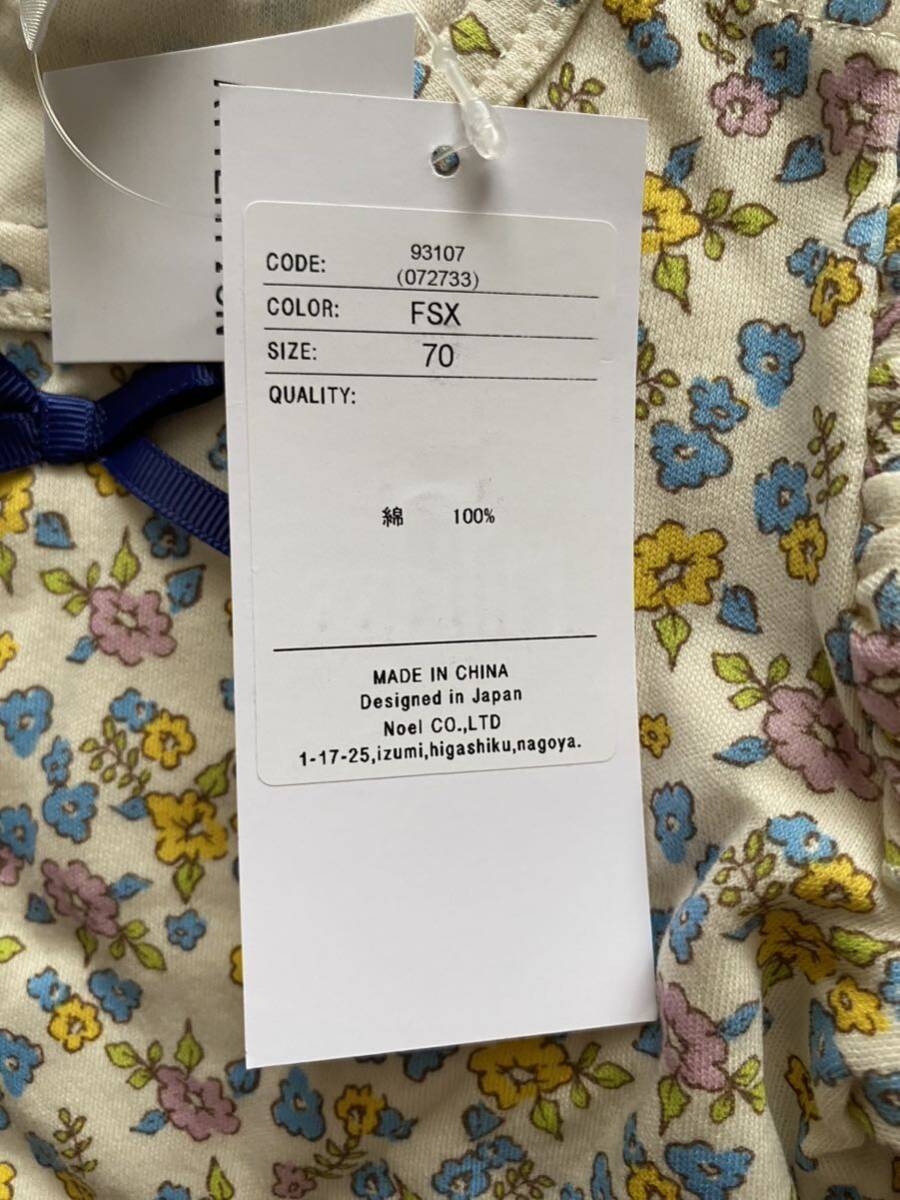 CODE: 93107
(072733)
COLOR: FSX
SIZE: 70
QUALITY:
綿 100%
MADE IN CHINA
Designed in Japan
Noel CO.,LTD
1-17-25,izumi,higashiku,nagoya.